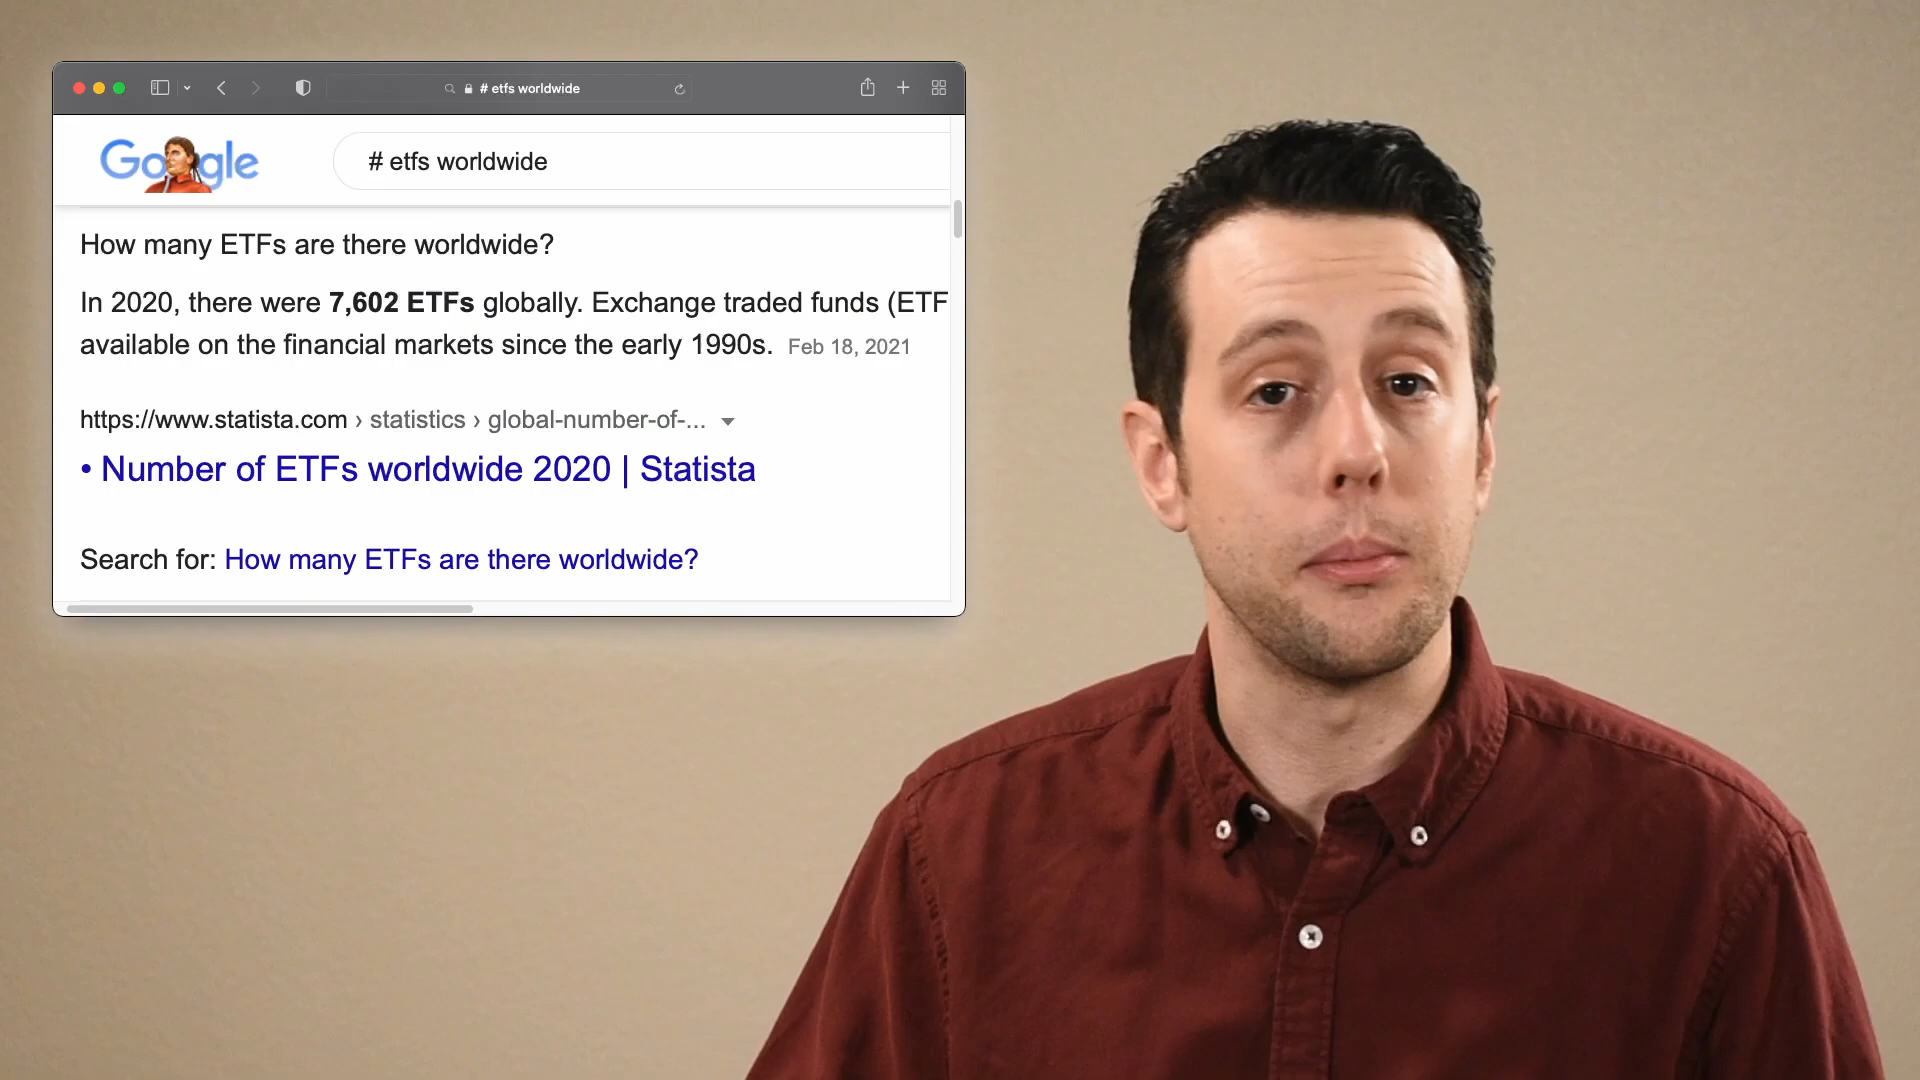 # etfs worldwide
Google
# etfs worldwide
How many ETFs are there worldwide?
In 2020, there were 7,602 ETFs globally. Exchange traded funds (ETF
available on the financial markets since the early 1990s. Feb 18, 2021
https://www.statista.com › statistics › global-number-of-...
• Number of ETFs worldwide 2020 | Statista
Search for: How many ETFs are there worldwide?